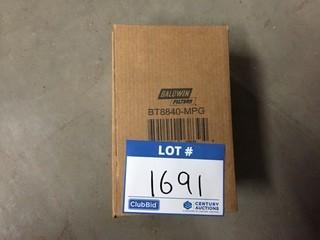 BALDWIN
FILTERS
BT8840-MPG
LOT #
1691
ClubBid
CENTURY
AUCTIONS